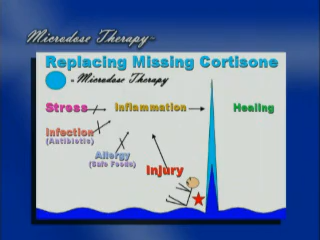 Microdose Therapy-
Replacing Missing Cortisone
= Microdose Therapy
Stress Inflammation Healing
Infection
(Antibiotic)
Allergy
(Safe Foods)
Injury